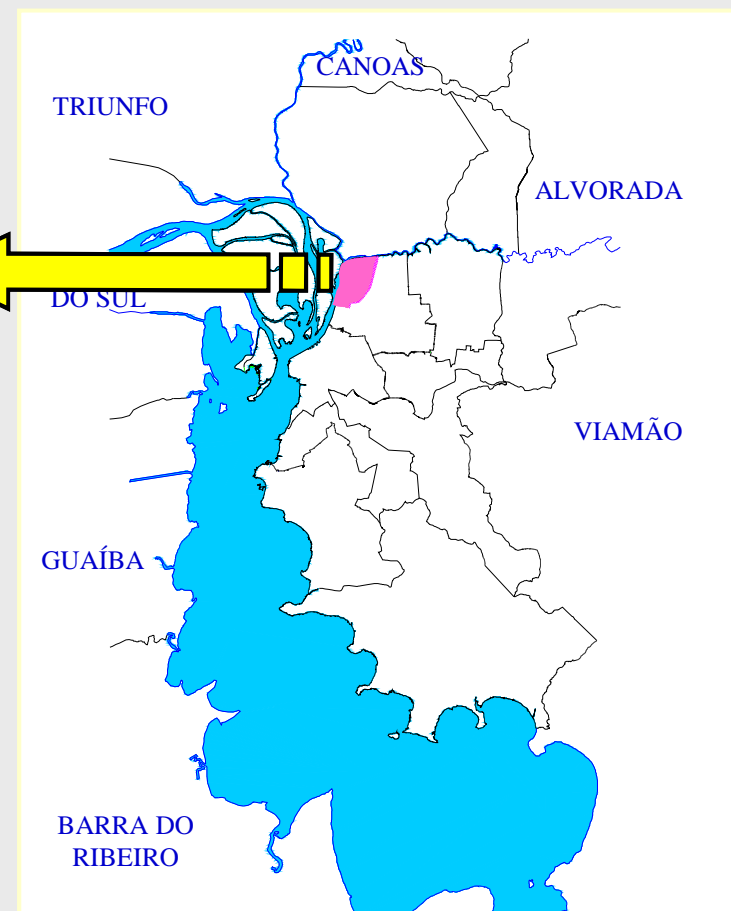 CANOAS
TRIUNFO
ALVORADA
DO SUL
VIAMÃO
GUAÍBA
BARRA DO
RIBEIRO